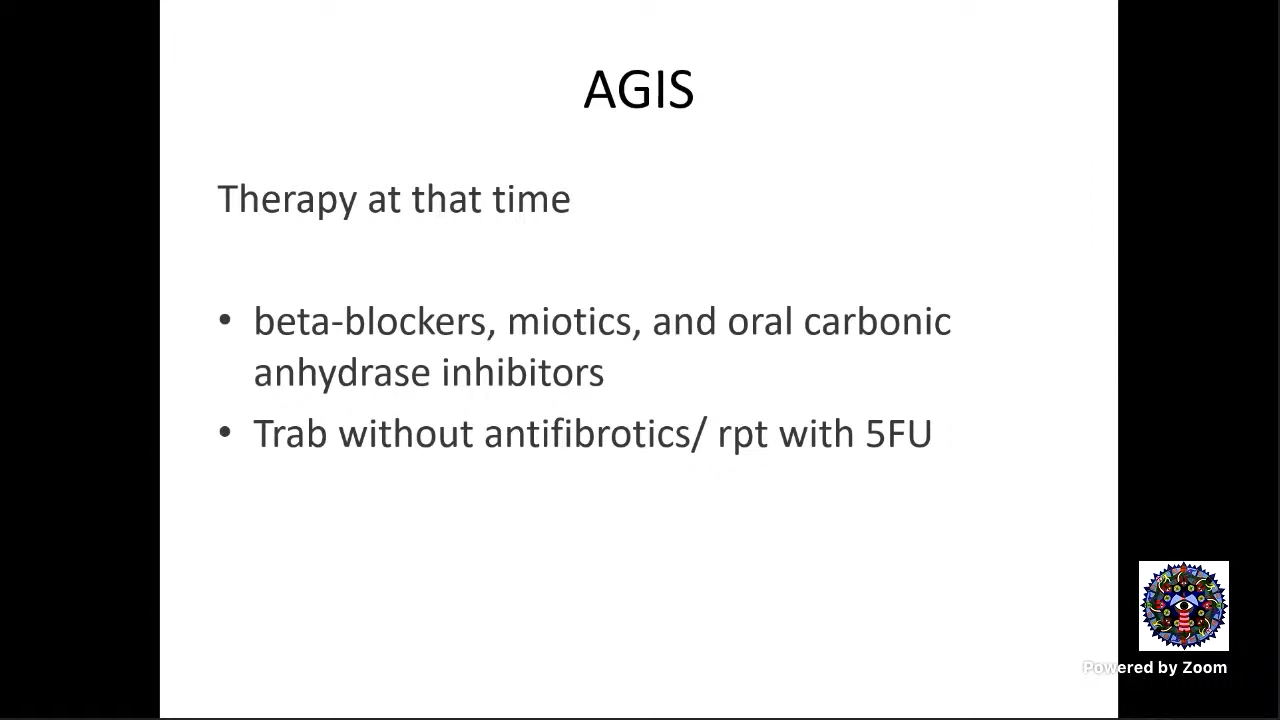 AGIS
Therapy at that time
• beta-blockers, miotics, and oral carbonic
anhydrase inhibitors
• Trab without antifibrotics/ rpt with 5FU
Powered by Zoom